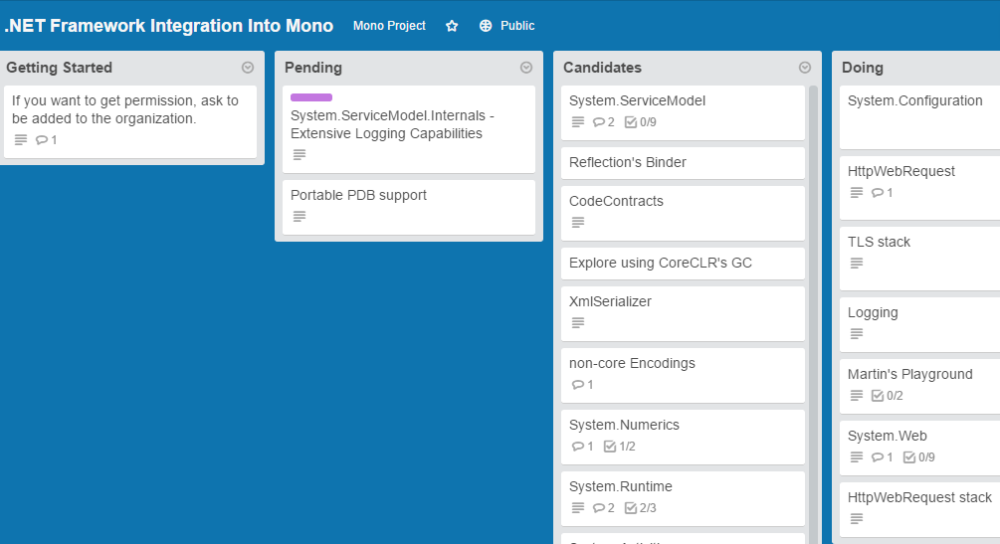 .NET Framework Integration Into Mono Mono Project Public
Getting Started
If you want to get permission, ask to
be added to the organization.
1
Pending
System.ServiceModel.Internals -
Extensive Logging Capabilities
Portable PDB support
Candidates
System.ServiceModel
2 0/9
Reflection's Binder
CodeContracts
Explore using CoreCLR's GC
XmlSerializer
non-core Encodings
1
System.Numerics
1 1/2
System.Runtime
2 2/3
Doing
System.Configuration
HttpWebRequest
1
TLS stack
Logging
Martin's Playground
0/2
System.Web
1 0/9
HttpWebRequest stack